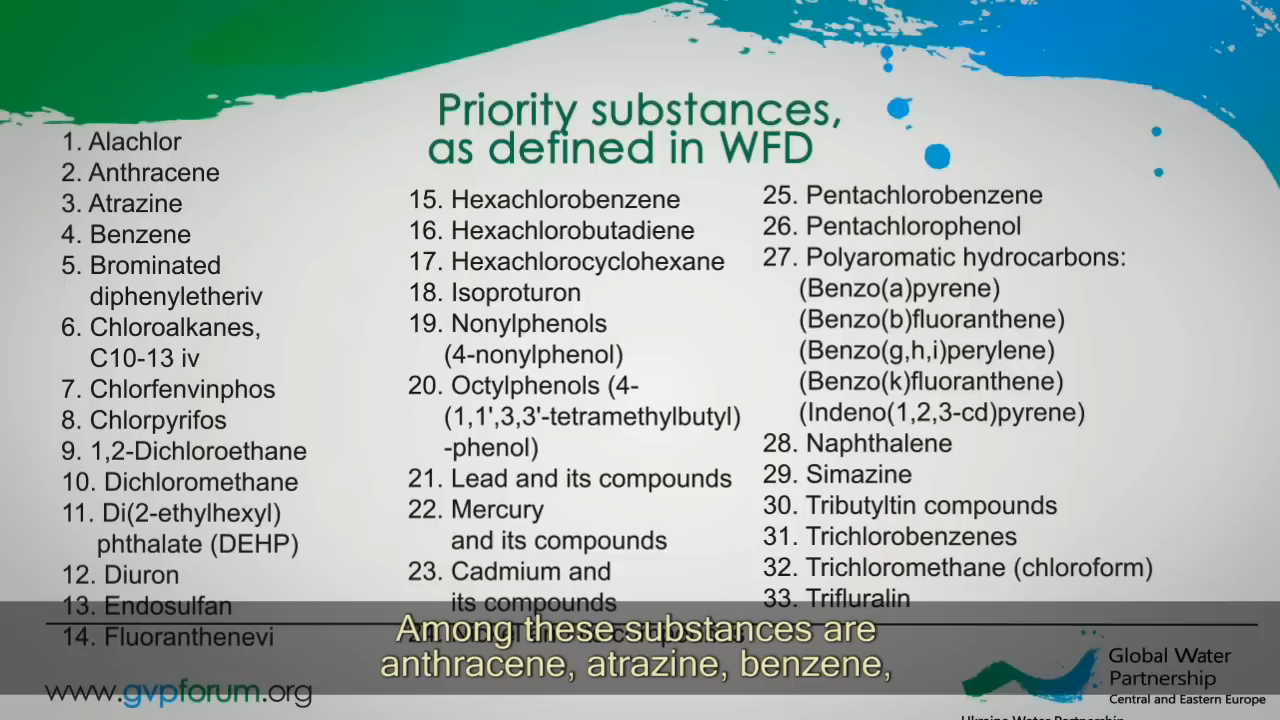 Priority substances,
as defined in WFD
1. Alachlor
2. Anthracene
3. Atrazine
4. Benzene
5. Brominated
diphenyletheriv
6. Chloroalkanes,
C10-13 iv
7. Chlorfenvinphos
8. Chlorpyrifos
9. 1,2-Dichloroethane
10. Dichloromethane
11. Di(2-ethylhexyl)
phthalate (DEHP)
12. Diuron
13. Endosulfan
14. Fluoranthenevi
15. Hexachlorobenzene
16. Hexachlorobutadiene
17. Hexachlorocyclohexane
18. Isoproturon
19. Nonylphenols
(4-nonylphenol)
20. Octylphenols (4-
(1,1',3,3'-tetramethylbutyl)
-phenol)
21. Lead and its compounds
22. Mercury
and its compounds
23. Cadmium and
its compounds
25. Pentachlorobenzene
26. Pentachlorophenol
27. Polyaromatic hydrocarbons:
(Benzo(a)pyrene)
(Benzo(b)fluoranthene)
(Benzo(g,h,i)perylene)
(Benzo(k)fluoranthene)
(Indeno(1,2,3-cd)pyrene)
28. Naphthalene
29. Simazine
30. Tributyltin compounds
31. Trichlorobenzenes
32. Trichloromethane (chloroform)
33. Trifluralin
Among these substances are
anthracene, atrazine, benzene,
www.gvpforum.org
Global Water
Partnership
Central and Eastern Europe
Ukraine Water Partnership